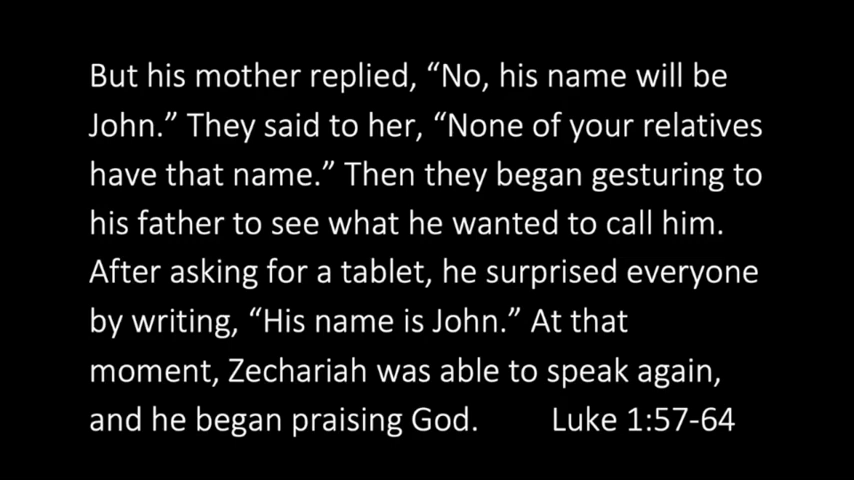 But his mother replied, “No, his name will be
John.” They said to her, “None of your relatives
have that name.” Then they began gesturing to
his father to see what he wanted to call him.
After asking for a tablet, he surprised everyone
by writing, “His name is John.” At that
moment, Zechariah was able to speak again,
and he began praising God. Luke 1:57-64